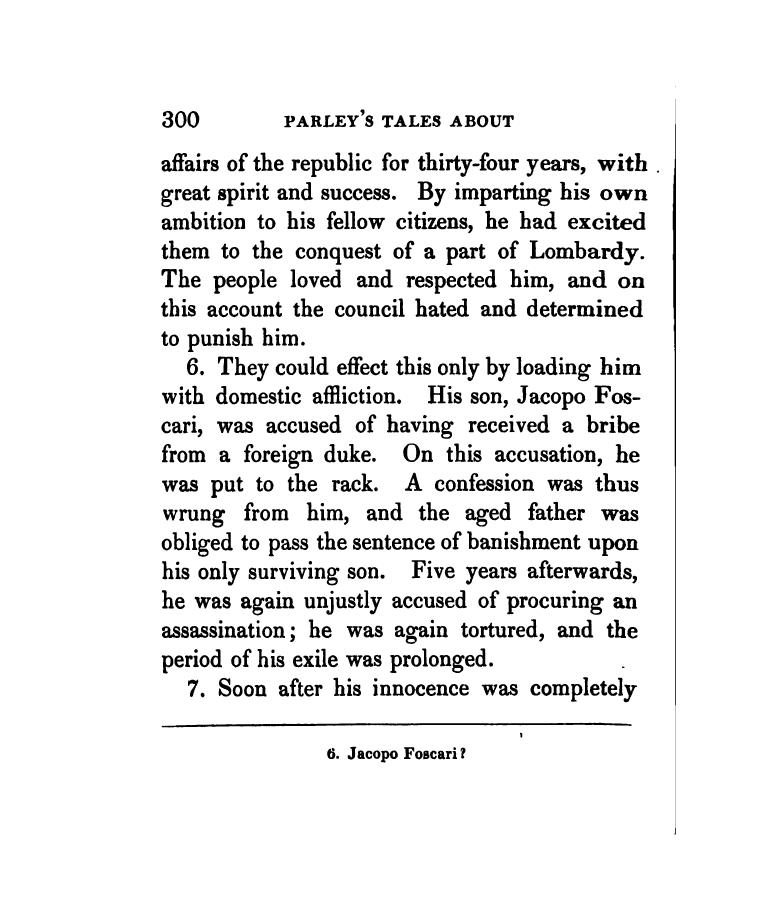 300 PARLEY'S TALES ABOUT
affairs of the republic for thirty-four years, with
great spirit and success. By imparting his own
ambition to his fellow citizens, he had excited
them to the conquest of a part of Lombardy.
The people loved and respected him, and on
this account the council hated and determined
to punish him.
6. They could effect this only by loading him
with domestic affliction. His son, Jacopo Fos-
cari, was accused of having received a bribe
from a foreign duke. On this accusation, he
was put to the rack. A confession was thus
wrung from him, and the aged father was
obliged to pass the sentence of banishment upon
his only surviving son. Five years afterwards,
he was again unjustly accused of procuring an
assassination; he was again tortured, and the
period of his exile was prolonged.
7. Soon after his innocence was completely
6. Jacopo Foscari?